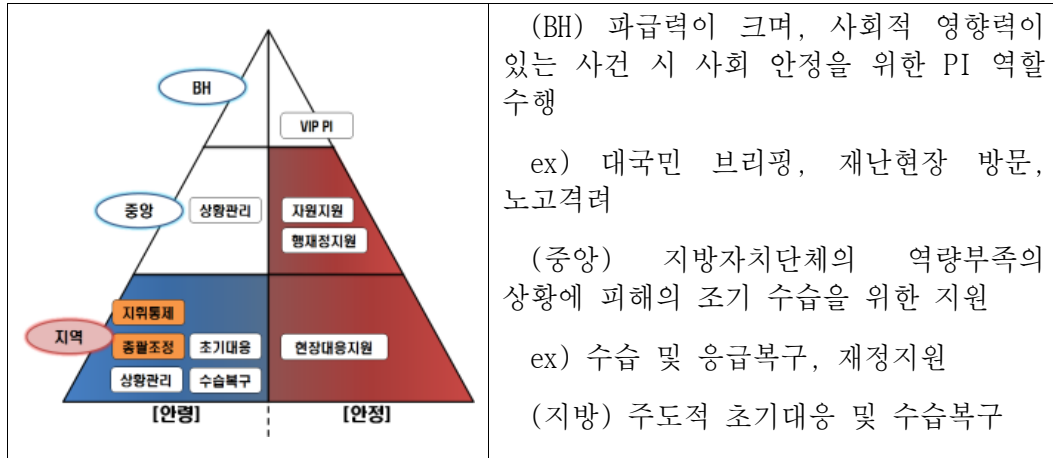 BH
VIP PI
중앙
상황관리
자원지원
행재정지원
지역
지휘통제
총괄조정
초기대응
현장대응지원
상황관리
수습복구
[안령]
[안정]
(BH) 파급력이 크며, 사회적 영향력이
있는 사건 시 사회 안정을 위한 PI 역할
수행
ex) 대국민 브리핑, 재난현장 방문,
노고격려
(중앙) 지방자치단체의 역량부족의
상황에 피해의 조기 수습을 위한 지원
ex) 수습 및 응급복구, 재정지원
(지방) 주도적 초기대응 및 수습복구